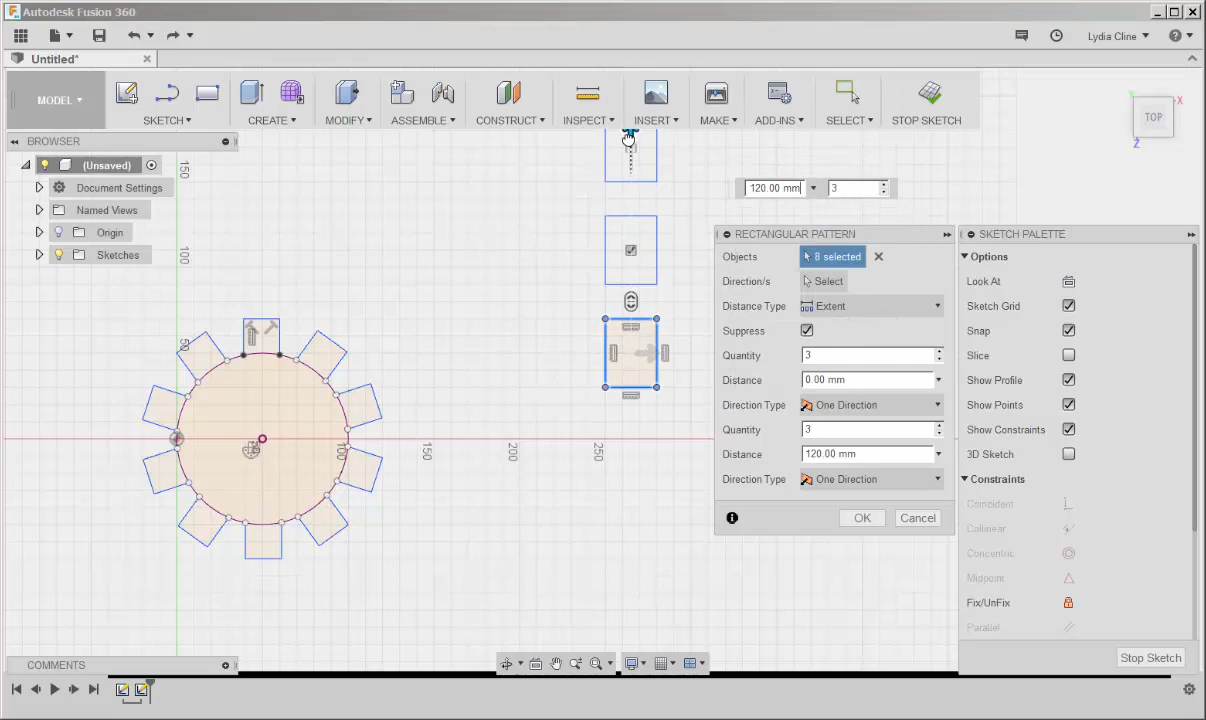 Autodesk Fusion 360
Lydia Cline
Untitled*
MODEL
SKETCH
CREATE
MODIFY
ASSEMBLE
CONSTRUCT
INSPECT
INSERT
MAKE
ADD-INS
SELECT
STOP SKETCH
TOP
X
Z
BROWSER
(Unsaved)
Document Settings
Named Views
Origin
Sketches
150
100
50
100
150
200
250
120.00 mm
3
RECTANGULAR PATTERN
Objects
8 selected
Direction/s
Select
Distance Type
Extent
Suppress
Quantity
3
Distance
0.00 mm
Direction Type
One Direction
Quantity
3
Distance
120.00 mm
Direction Type
One Direction
OK
Cancel
SKETCH PALETTE
Options
Look At
Sketch Grid
Snap
Slice
Show Profile
Show Points
Show Constraints
3D Sketch
Constraints
Coincident
Collinear
Concentric
Midpoint
Fix/UnFix
Parallel
Stop Sketch
COMMENTS